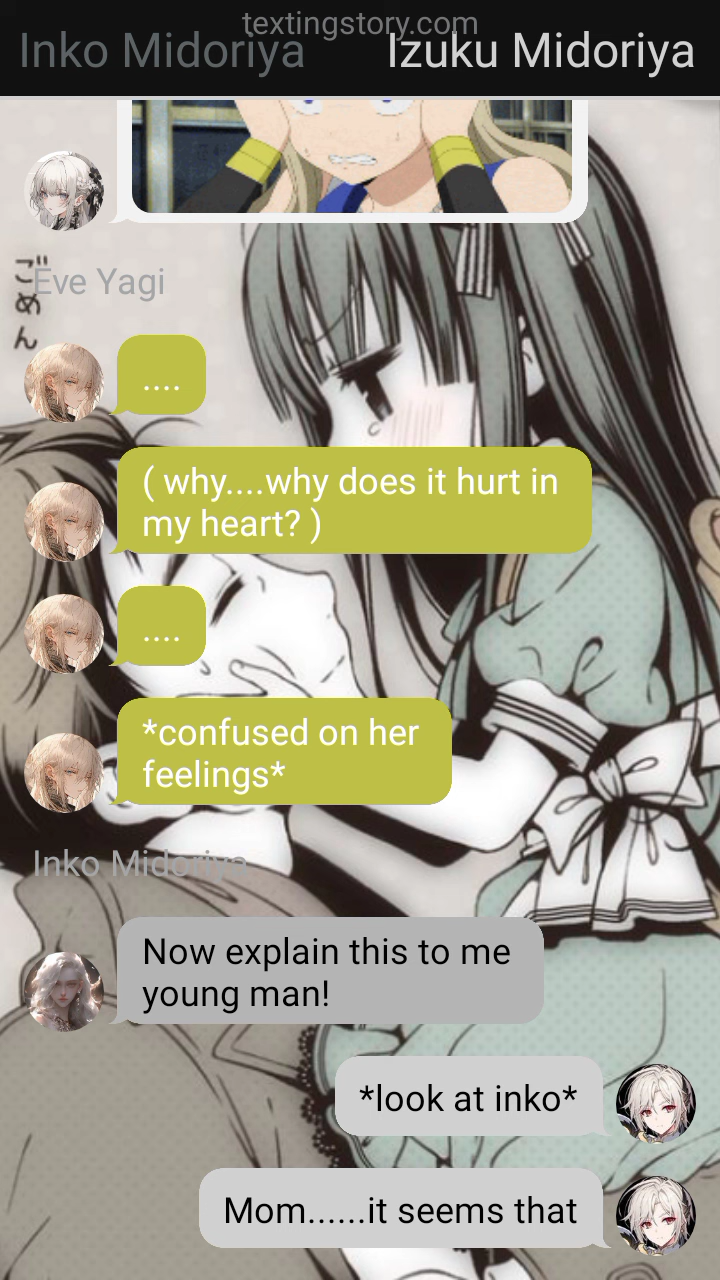 textingstory.com
Inko Midoriya
Izuku Midoriya
ごめん
Eve Yagi
....
( why....why does it hurt in
my heart? )
....
*confused on her
feelings*
Inko Midoriya
Now explain this to me
young man!
*look at inko*
Mom......it seems that